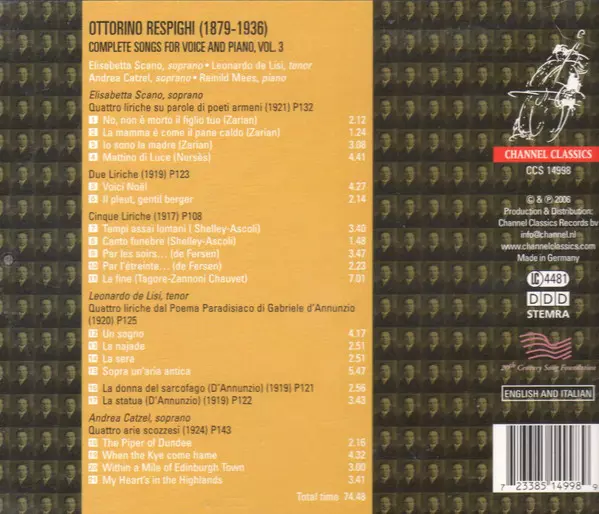 OTTORINO RESPIGHI (1879-1936)
COMPLETE SONGS FOR VOICE AND PIANO, VOL. 3
Elisebetta Scano, soprano • Leonardo de Lisi, tenor
Andrea Catzel, soprano • Reinild Mees, piano
Elisabetta Scano, soprano
Quattro liriche su parole di poeti armeni (1921) P132
1 No, non è morto il figlio tuo (Zarian) 2.12
2 La mamma è come il pane caldo (Zarian) 1.24
3 Io sono la madre (Zarian) 3.08
4 Mattino di Luce (Nursès) 4.41
Due Liriche (1919) P123
5 Voici Noël 4.27
6 Il pleut, gentil berger 2.14
Cinque Liriche (1917) P108
7 Tempi assai lontani ( Shelley-Ascoli) 3.40
8 Canto funèbre (Shelley-Ascoli) 1.48
9 Par les soirs... (de Fersen) 3.47
10 Par l'étreinte... (de Fersen) 2.23
11 La fine (Tagore-Zannoni Chauvet) 7.01
Leonardo de Lisi, tenor
Quattro liriche dal Poema Paradisiaco di Gabriele d'Annunzio
(1920) P125
12 Un sogno 4.17
13 La najade 2.51
14 La sera 2.51
15 Sopra un'aria antica 5.47
16 La donna del sarcofago (D'Annunzio) (1919) P121 2.56
17 La statua (D'Annunzio) (1919) P122 3.43
Andrea Catzel, soprano
Quattro arie scozzesi (1924) P143
18 The Piper of Dundee 2.16
19 When the Kye come hame 4.32
20 Within a Mile of Edinburgh Town 3.60
21 My Heart's in the Highlands 3.41
Total time 74.48
CHANNEL CLASSICS
CCS 14998
© & ℗ 2006
Production & Distribution:
Channel Classics Records bv
info@channel.nl
www.channelclassics.com
Made in Germany
LC 4481
DDD
STEMRA
20th Century Song Foundation
ENGLISH AND ITALIAN
7 23385 14998 9